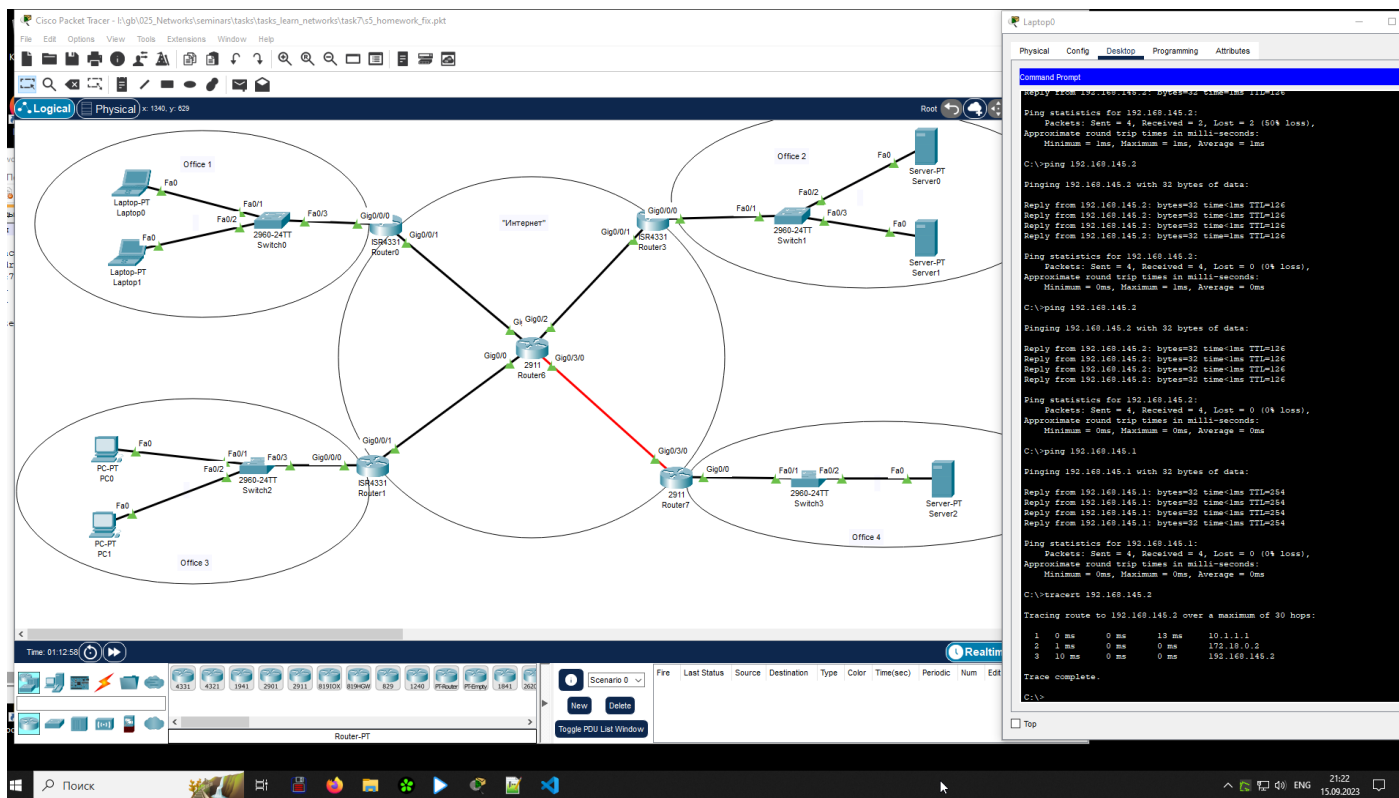 Cisco Packet Tracer - I:\gb\025_Networks\seminars\tasks\tasks_learn_networks\task7\s5_homework_fix.pkt
File Edit Options View Tools Extensions Window Help
Logical Physical x: 1340, y: 629
Root
Office 1
Fa0
Laptop-PT
Laptop0
Fa0/1
Fa0/2
Fa0/3
2960-24TT
Switch0
Fa0
Laptop-PT
Laptop1
Gig0/0/0
Gig0/0/1
ISR4331
Router0
"Интернет"
Office 2
Gig0/0/0
Gig0/0/1
ISR4331
Router3
Fa0/1
Fa0/2
Fa0/3
2960-24TT
Switch1
Fa0
Server-PT
Server0
Fa0
Server-PT
Server1
Gig0/2
Gig0/0
Gig0/3/0
2911
Router6
Fa0
PC-PT
PC0
Fa0/1
Fa0/2
Fa0/3
2960-24TT
Switch2
Fa0
PC-PT
PC1
Office 3
Gig0/0/1
Gig0/0/0
ISR4331
Router1
Gig0/3/0
Gig0/0
2911
Router7
Fa0/1
Fa0/2
2960-24TT
Switch3
Fa0
Server-PT
Server2
Office 4
Time: 01:12:58
Realtim
4331 4321 1941 2901 2911 819IOX 819HGW 829 1240 PT-Router PT-Empty 1841 2620
Router-PT
Scenario 0
New Delete
Toggle PDU List Window
Fire Last Status Source Destination Type Color Time(sec) Periodic Num Edit
Laptop0
Physical Config Desktop Programming Attributes
Command Prompt
Reply from 192.168.145.2: bytes=32 time=1ms TTL=126
Ping statistics for 192.168.145.2:
Packets: Sent = 4, Received = 2, Lost = 2 (50% loss),
Approximate round trip times in milli-seconds:
Minimum = 1ms, Maximum = 1ms, Average = 1ms
C:\>ping 192.168.145.2
Pinging 192.168.145.2 with 32 bytes of data:
Reply from 192.168.145.2: bytes=32 time<1ms TTL=126
Reply from 192.168.145.2: bytes=32 time<1ms TTL=126
Reply from 192.168.145.2: bytes=32 time<1ms TTL=126
Reply from 192.168.145.2: bytes=32 time=1ms TTL=126
Ping statistics for 192.168.145.2:
Packets: Sent = 4, Received = 4, Lost = 0 (0% loss),
Approximate round trip times in milli-seconds:
Minimum = 0ms, Maximum = 1ms, Average = 0ms
C:\>ping 192.168.145.2
Pinging 192.168.145.2 with 32 bytes of data:
Reply from 192.168.145.2: bytes=32 time<1ms TTL=126
Reply from 192.168.145.2: bytes=32 time<1ms TTL=126
Reply from 192.168.145.2: bytes=32 time<1ms TTL=126
Reply from 192.168.145.2: bytes=32 time<1ms TTL=126
Ping statistics for 192.168.145.2:
Packets: Sent = 4, Received = 4, Lost = 0 (0% loss),
Approximate round trip times in milli-seconds:
Minimum = 0ms, Maximum = 0ms, Average = 0ms
C:\>ping 192.168.145.1
Pinging 192.168.145.1 with 32 bytes of data:
Reply from 192.168.145.1: bytes=32 time<1ms TTL=254
Reply from 192.168.145.1: bytes=32 time<1ms TTL=254
Reply from 192.168.145.1: bytes=32 time<1ms TTL=254
Reply from 192.168.145.1: bytes=32 time<1ms TTL=254
Ping statistics for 192.168.145.1:
Packets: Sent = 4, Received = 4, Lost = 0 (0% loss),
Approximate round trip times in milli-seconds:
Minimum = 0ms, Maximum = 0ms, Average = 0ms
C:\>tracert 192.168.145.2
Tracing route to 192.168.145.2 over a maximum of 30 hops:
1 0 ms 0 ms 13 ms 10.1.1.1
2 1 ms 0 ms 0 ms 172.18.0.2
3 10 ms 0 ms 0 ms 192.168.145.2
Trace complete.
C:\>
Top
Поиск
ENG
21:22
15.09.2023